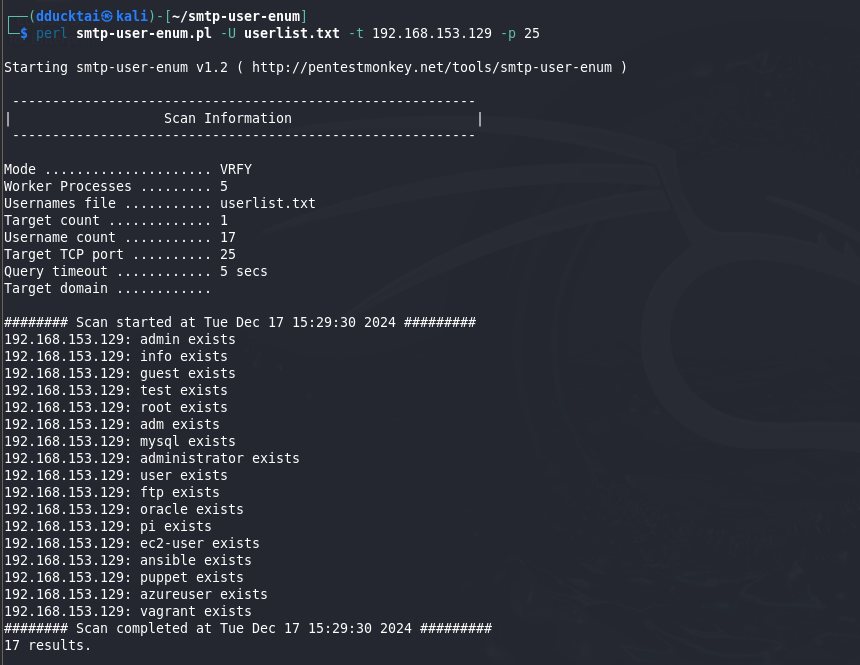 ┌──(dducktai㉿kali)-[~/smtp-user-enum]
└─$ perl smtp-user-enum.pl -U userlist.txt -t 192.168.153.129 -p 25
Starting smtp-user-enum v1.2 ( http://pentestmonkey.net/tools/smtp-user-enum )
 ----------------------------------------------------------
|                   Scan Information                       |
 ----------------------------------------------------------
Mode ..................... VRFY
Worker Processes ......... 5
Usernames file ........... userlist.txt
Target count ............. 1
Username count ........... 17
Target TCP port .......... 25
Query timeout ............ 5 secs
Target domain ............
######## Scan started at Tue Dec 17 15:29:30 2024 #########
192.168.153.129: admin exists
192.168.153.129: info exists
192.168.153.129: guest exists
192.168.153.129: test exists
192.168.153.129: root exists
192.168.153.129: adm exists
192.168.153.129: mysql exists
192.168.153.129: administrator exists
192.168.153.129: user exists
192.168.153.129: ftp exists
192.168.153.129: oracle exists
192.168.153.129: pi exists
192.168.153.129: ec2-user exists
192.168.153.129: ansible exists
192.168.153.129: puppet exists
192.168.153.129: azureuser exists
192.168.153.129: vagrant exists
######## Scan completed at Tue Dec 17 15:29:30 2024 #########
17 results.